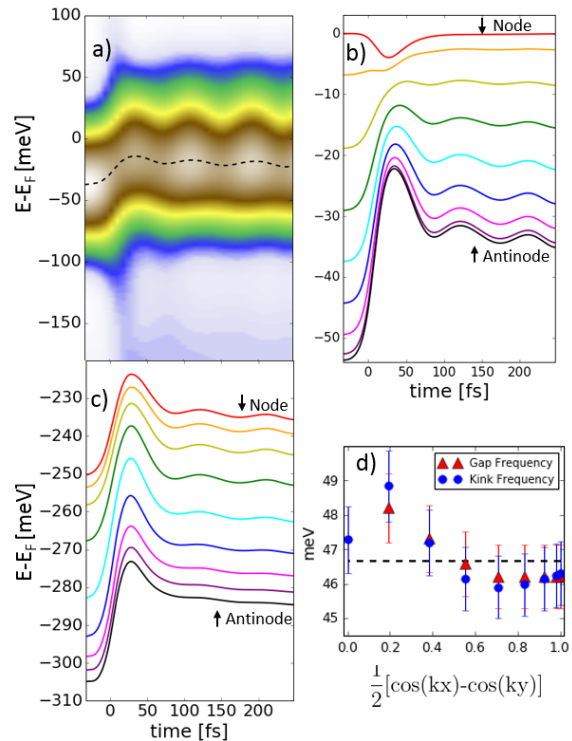 a)
E-E_F [meV]
100
50
0
−50
−100
−150
b)
Node
0
−10
−20
−30
−40
−50
Antinode
0 50 100 150 200
time [fs]
c)
Node
E-E_F [meV]
−230
−240
−250
−260
−270
−280
−290
−300
−310
Antinode
0 50 100 150 200
time [fs]
d)
Gap Frequency
Kink Frequency
meV
49
48
47
46
45
0.0 0.2 0.4 0.6 0.8 1.0
½[cos(kx)-cos(ky)]